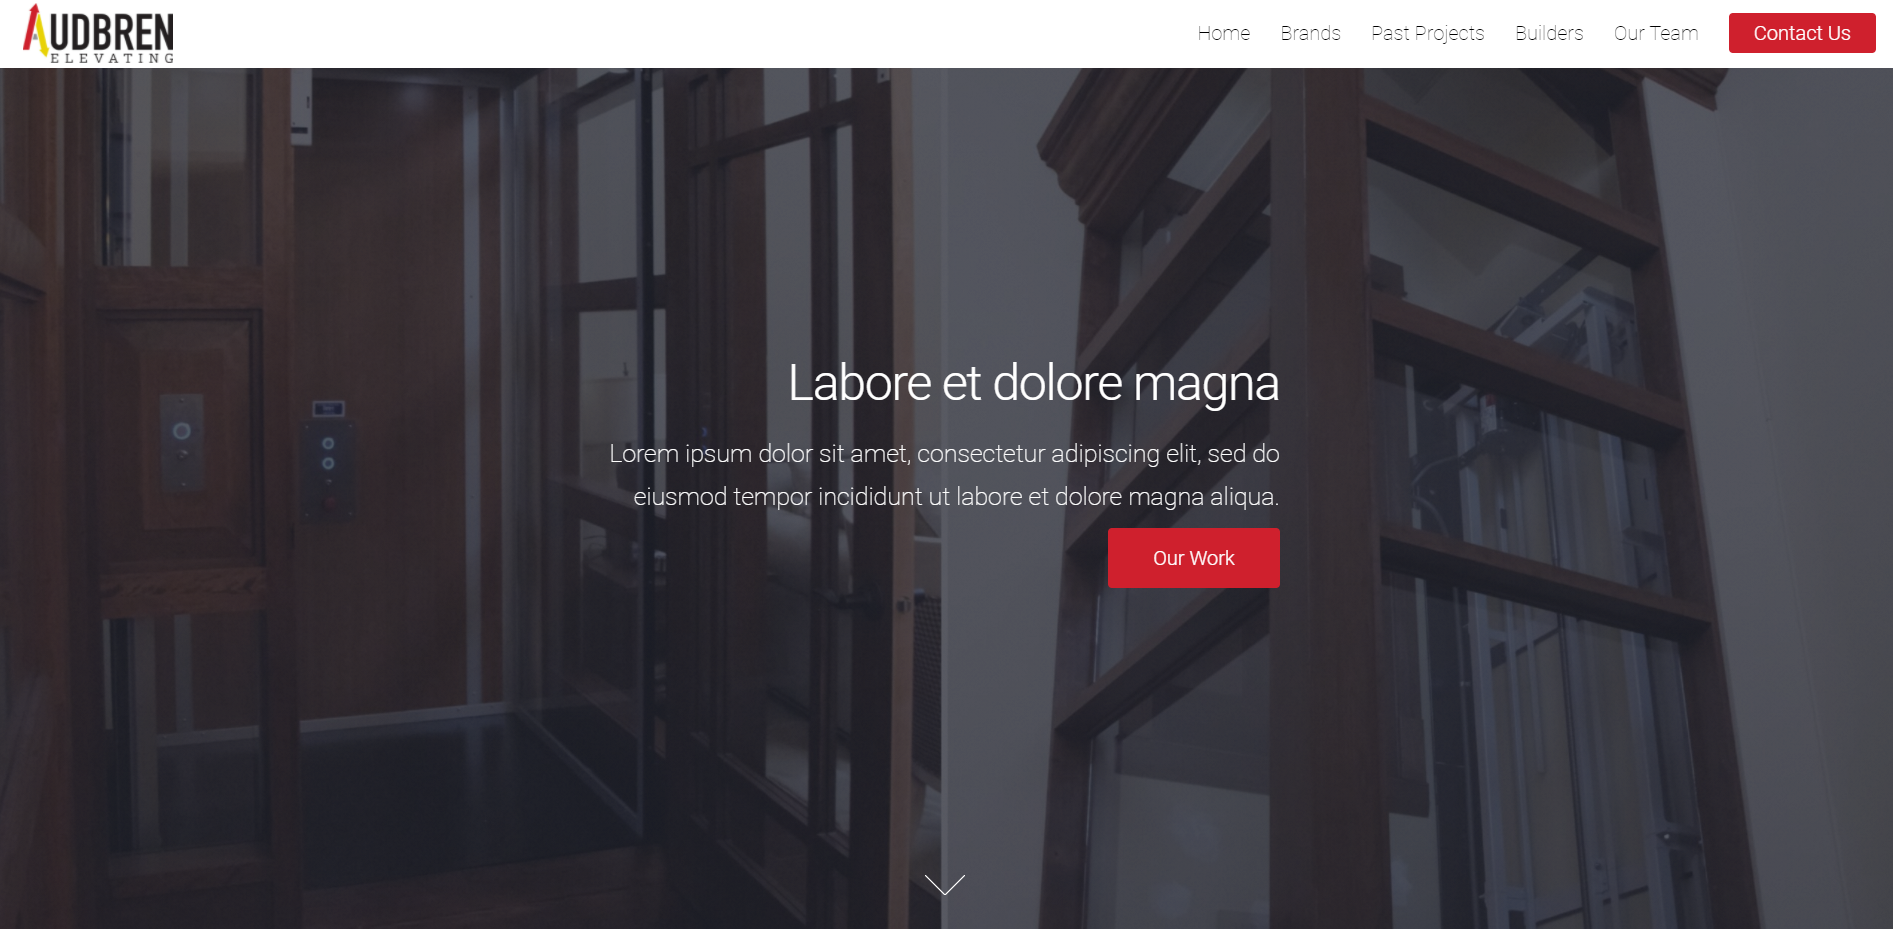 AUDBREN
ELEVATING
Home
Brands
Past Projects
Builders
Our Team
Contact Us
Labore et dolore magna
Lorem ipsum dolor sit amet, consectetur adipiscing elit, sed do
eiusmod tempor incididunt ut labore et dolore magna aliqua.
Our Work